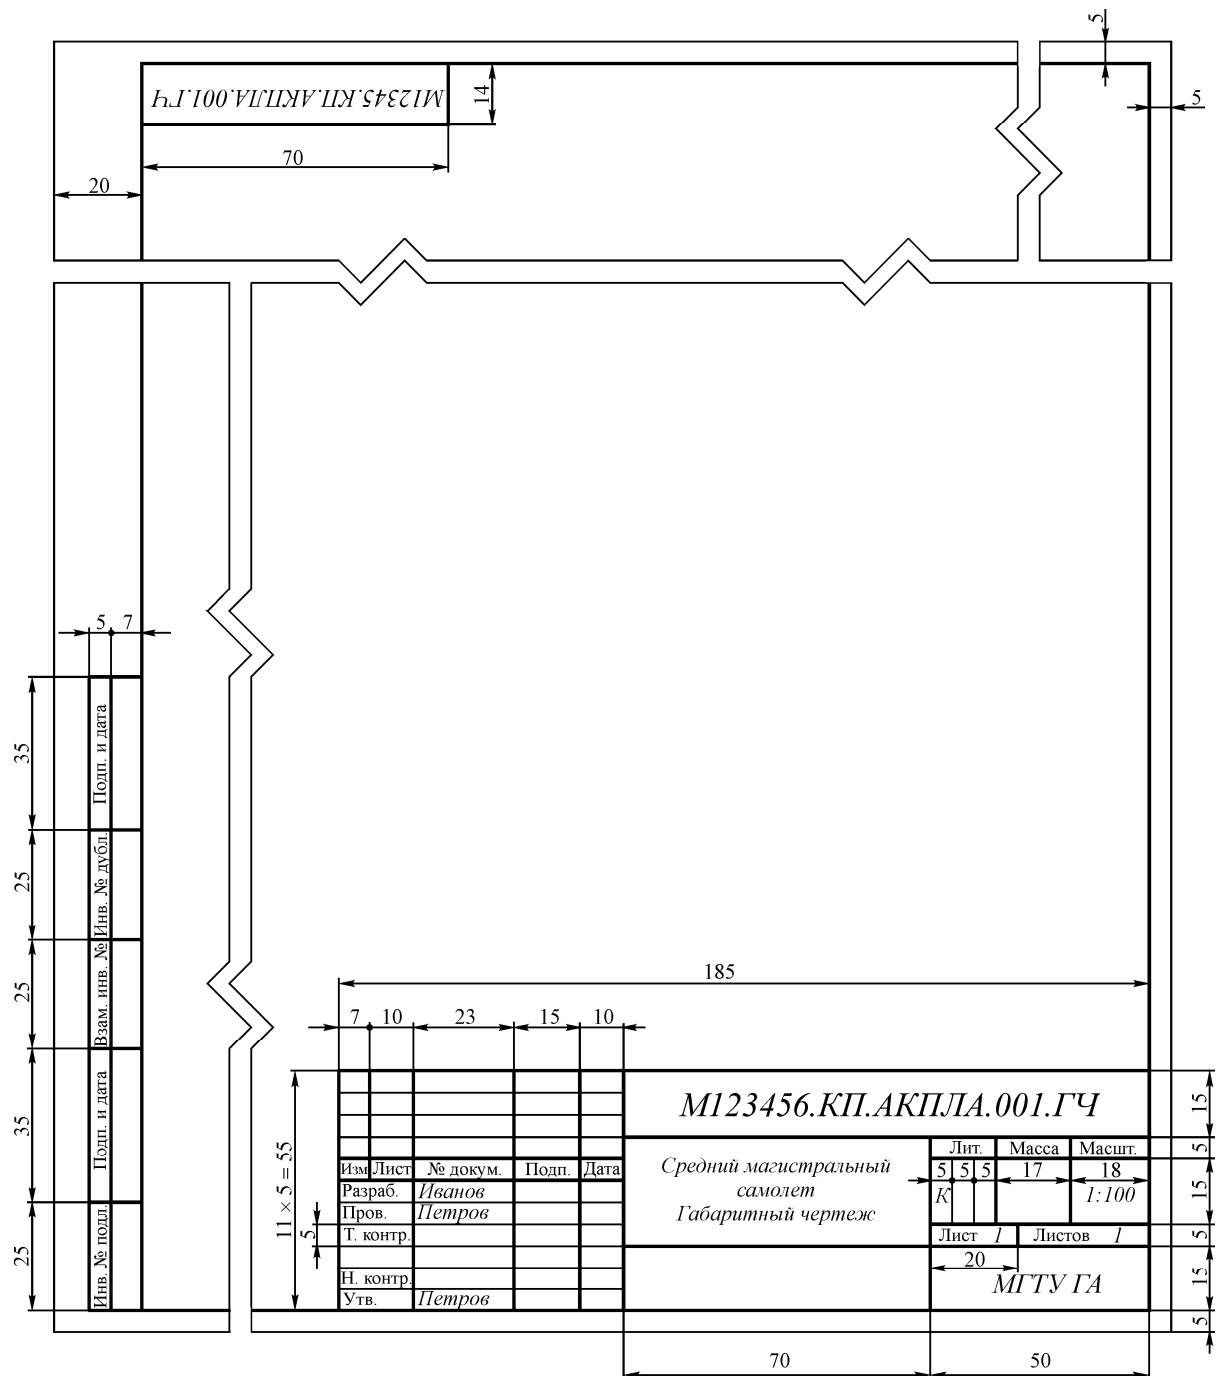 5
М12345.КП.АКПЛА.001.ГЧ
14
5
70
20
5 7
35
Подп. и дата
25
Инв. № дубл.
25
Взам. инв. №
35
Подп. и дата
25
Инв. № подл.
185
7 10 23 15 10
11 × 5 = 55
М123456.КП.АКПЛА.001.ГЧ
15
Лит. Масса Масшт.
5
Изм Лист № докум. Подп. Дата
Средний магистральный
самолет
Габаритный чертеж
5 5 5 17 18
К 1:100
15
Разраб. Иванов
Пров. Петров
Т. контр.
5
Лист 1 Листов 1
5
20
МГТУ ГА
15
Н. контр.
Утв. Петров
5
70 50